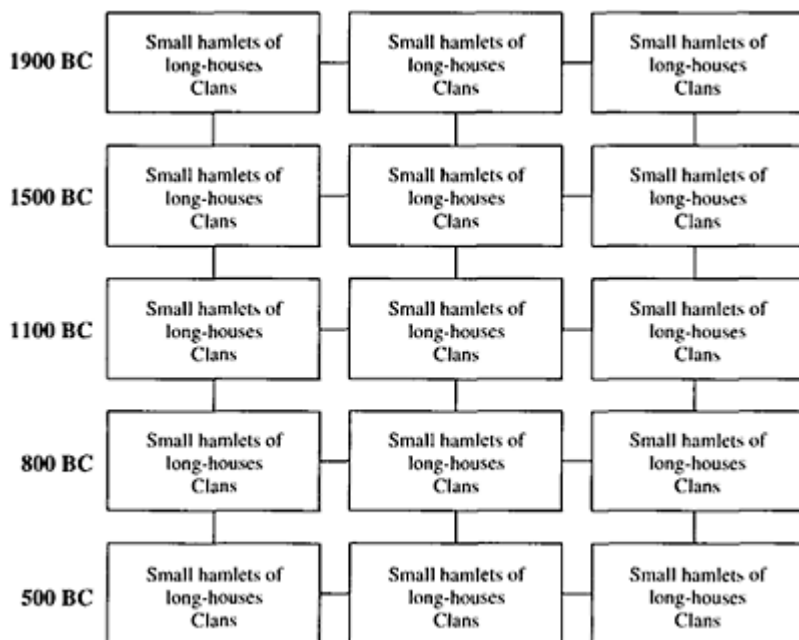 1900 BC
Small hamlets of
long-houses
Clans
Small hamlets of
long-houses
Clans
Small hamlets of
long-houses
Clans
1500 BC
Small hamlets of
long-houses
Clans
Small hamlets of
long-houses
Clans
Small hamlets of
long-houses
Clans
1100 BC
Small hamlets of
long-houses
Clans
Small hamlets of
long-houses
Clans
Small hamlets of
long-houses
Clans
800 BC
Small hamlets of
long-houses
Clans
Small hamlets of
long-houses
Clans
Small hamlets of
long-houses
Clans
500 BC
Small hamlets of
long-houses
Clans
Small hamlets of
long-houses
Clans
Small hamlets of
long-houses
Clans